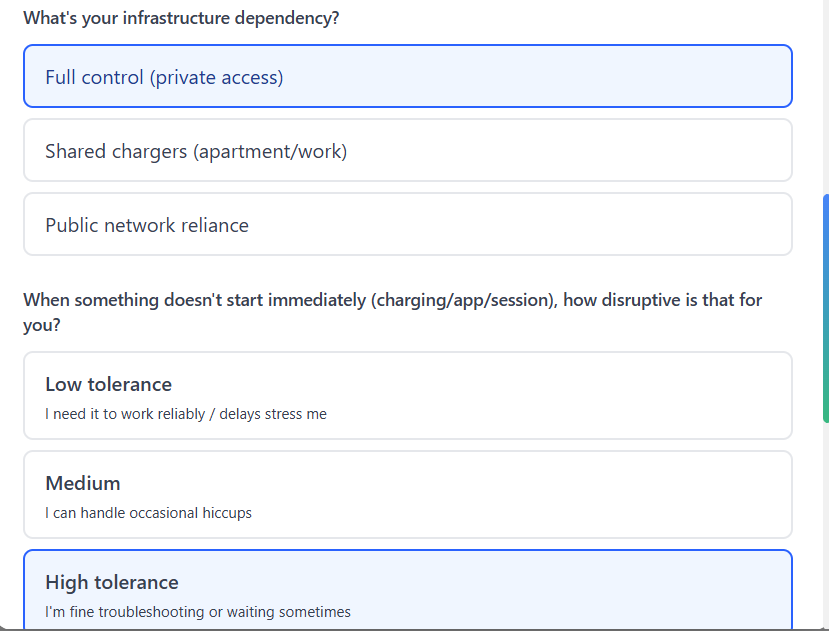 What's your infrastructure dependency?
Full control (private access)
Shared chargers (apartment/work)
Public network reliance
When something doesn't start immediately (charging/app/session), how disruptive is that for
you?
Low tolerance
I need it to work reliably / delays stress me
Medium
I can handle occasional hiccups
High tolerance
I'm fine troubleshooting or waiting sometimes